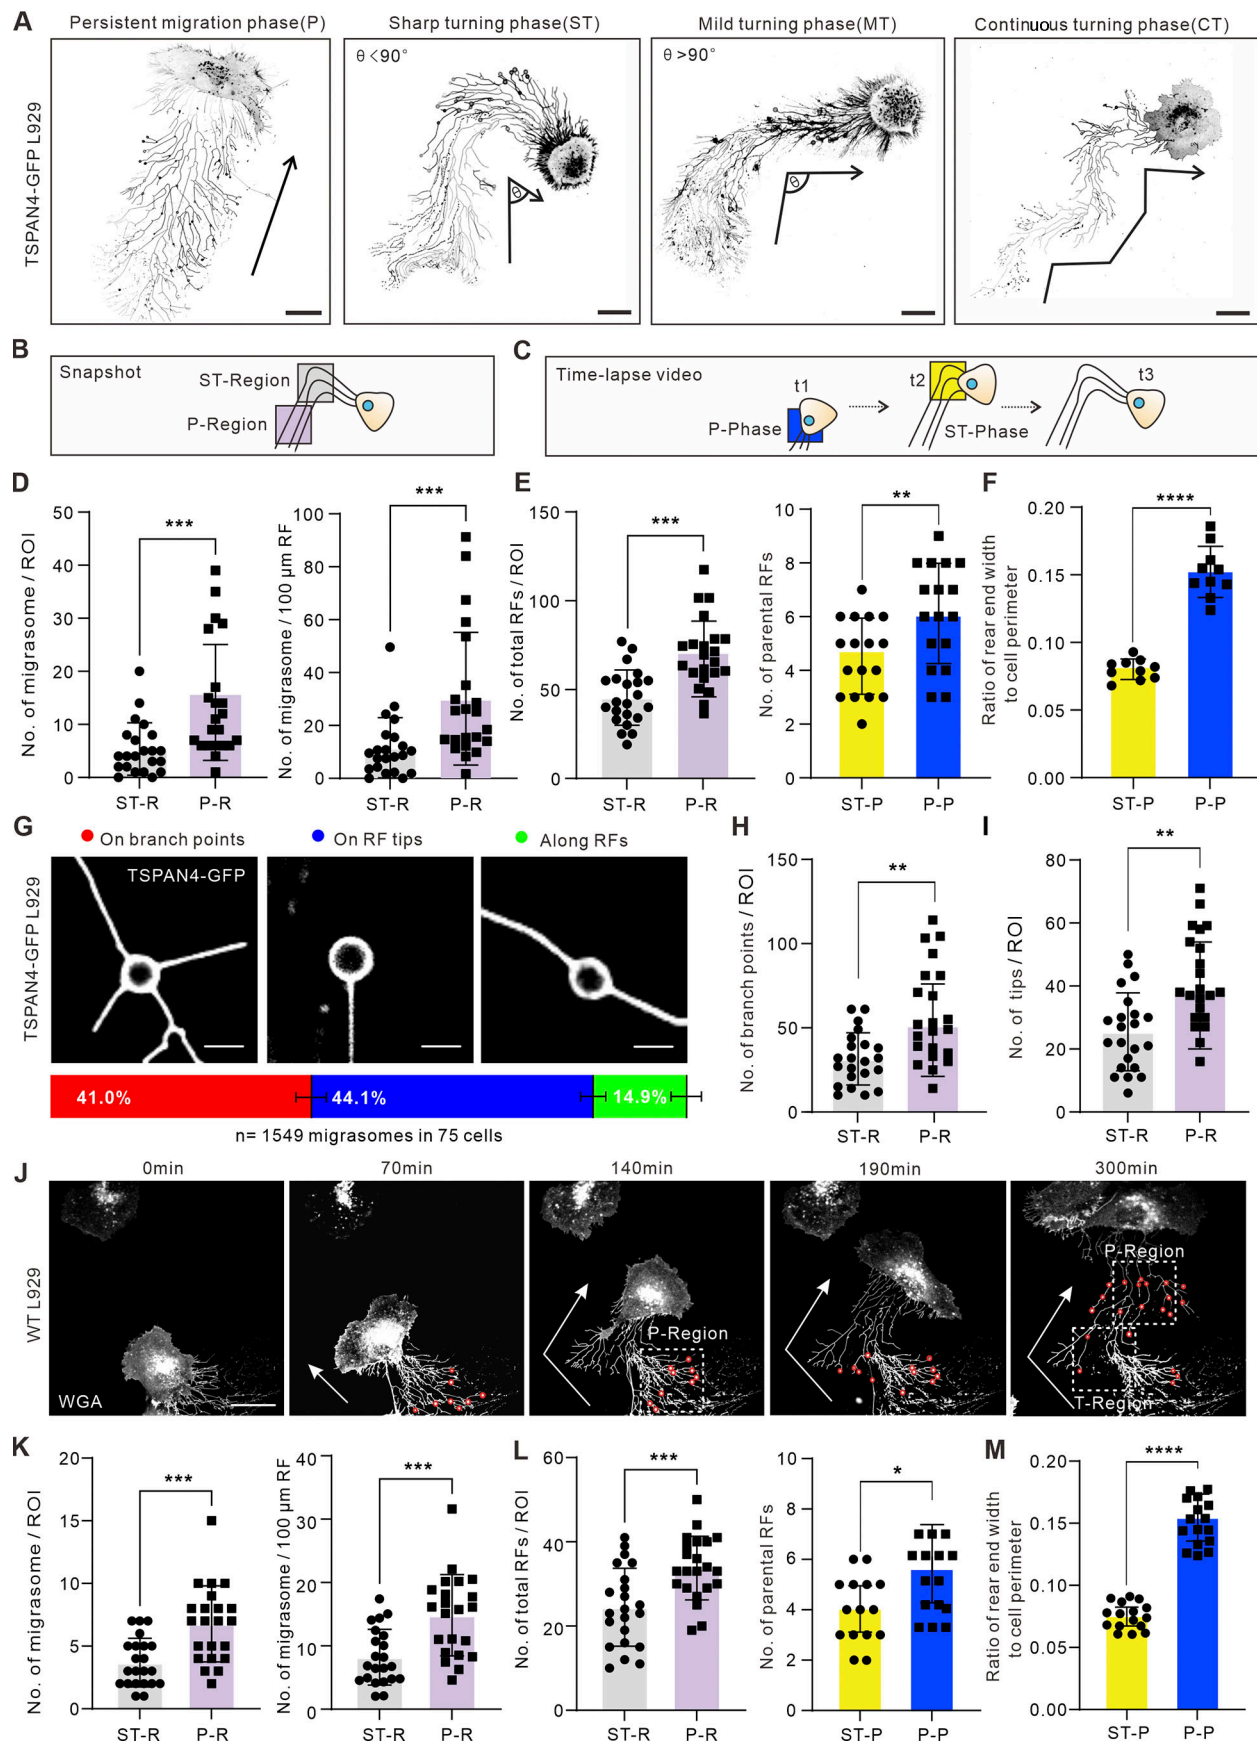 A
Persistent migration phase(P)
Sharp turning phase(ST)
Mild turning phase(MT)
Continuous turning phase(CT)
TSPAN4-GFP L929
θ <90°
θ
θ >90°
θ
B
Snapshot
ST-Region
P-Region
C
Time-lapse video
t1
t2
t3
P-Phase
ST-Phase
D
No. of migrasome / ROI
50
40
30
20
10
0
***
ST-R
P-R
No. of migrasome / 100 µm RF
100
80
60
40
20
0
***
ST-R
P-R
E
No. of total RFs / ROI
150
100
50
0
***
ST-R
P-R
No. of parental RFs
10
8
6
4
2
0
**
ST-P
P-P
F
Ratio of rear end width
to cell perimeter
0.20
0.15
0.10
0.05
0.00
****
ST-P
P-P
G
On branch points
On RF tips
Along RFs
TSPAN4-GFP L929
TSPAN4-GFP
41.0%
44.1%
14.9%
n= 1549 migrasomes in 75 cells
H
No. of branch points / ROI
150
100
50
0
**
ST-R
P-R
I
No. of tips / ROI
80
60
40
20
0
**
ST-R
P-R
J
0min
70min
140min
190min
300min
WT L929
WGA
P-Region
P-Region
T-Region
K
No. of migrasome / ROI
20
15
10
5
0
***
ST-R
P-R
No. of migrasome / 100 µm RF
40
30
20
10
0
***
ST-R
P-R
L
No. of total RFs / ROI
60
40
20
0
***
ST-R
P-R
No. of parental RFs
10
8
6
4
2
0
*
ST-P
P-P
M
Ratio of rear end width
to cell perimeter
0.20
0.15
0.10
0.05
0.00
****
ST-P
P-P